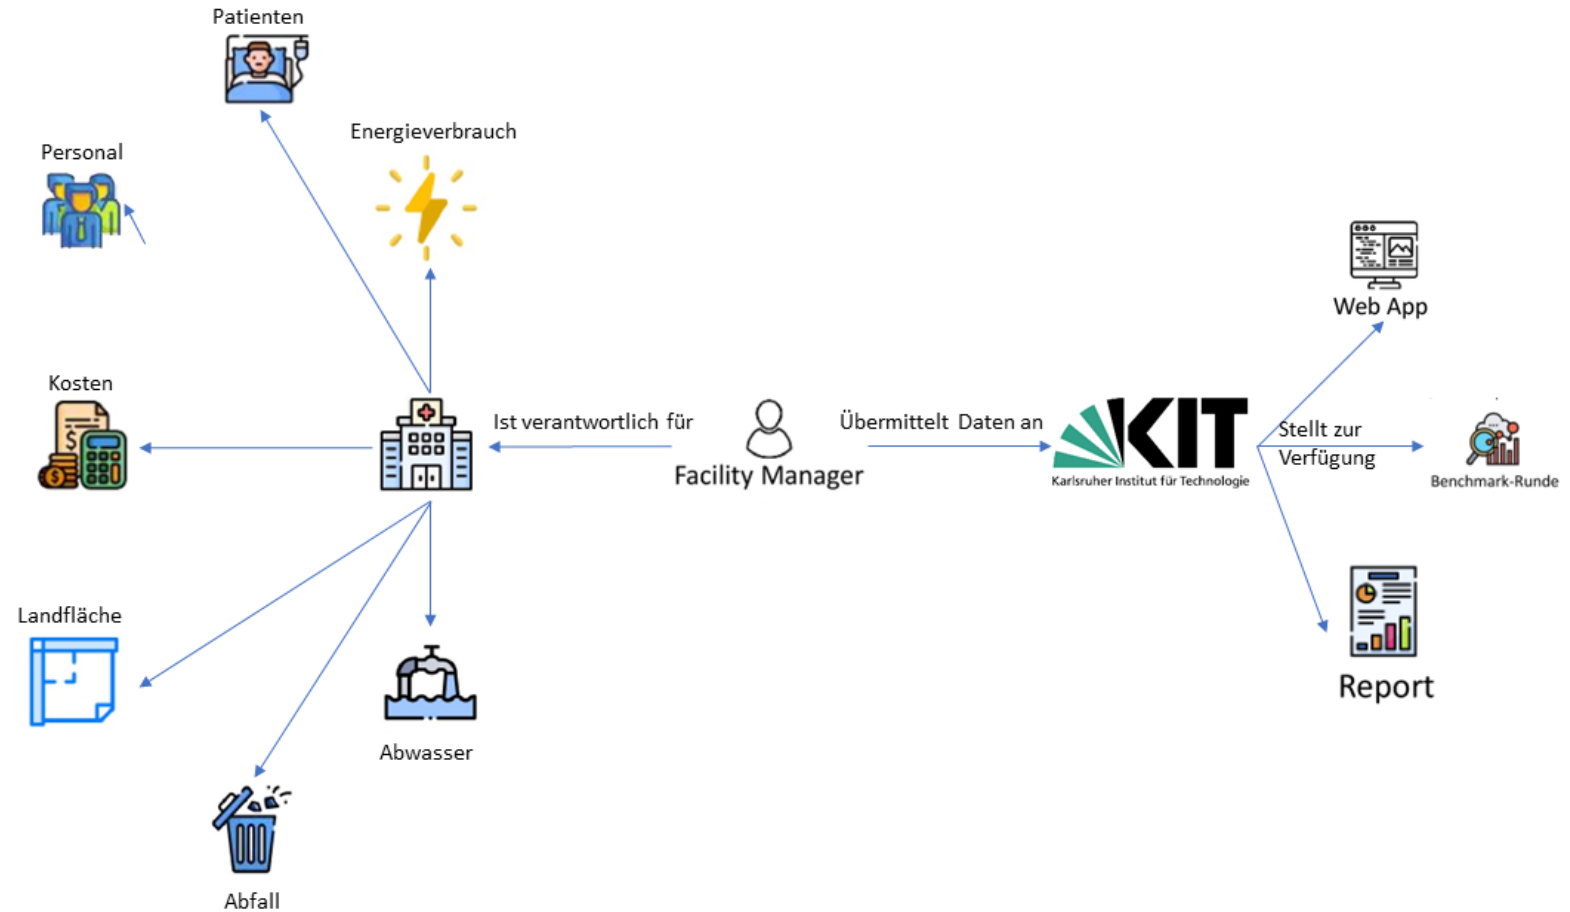 Patienten
Energieverbrauch
Personal
Kosten
Landfläche
Abwasser
Abfall
Ist verantwortlich für
Facility Manager
Übermittelt Daten an
KIT
Karlsruher Institut für Technologie
Stellt zur
Verfügung
Web App
Benchmark-Runde
Report